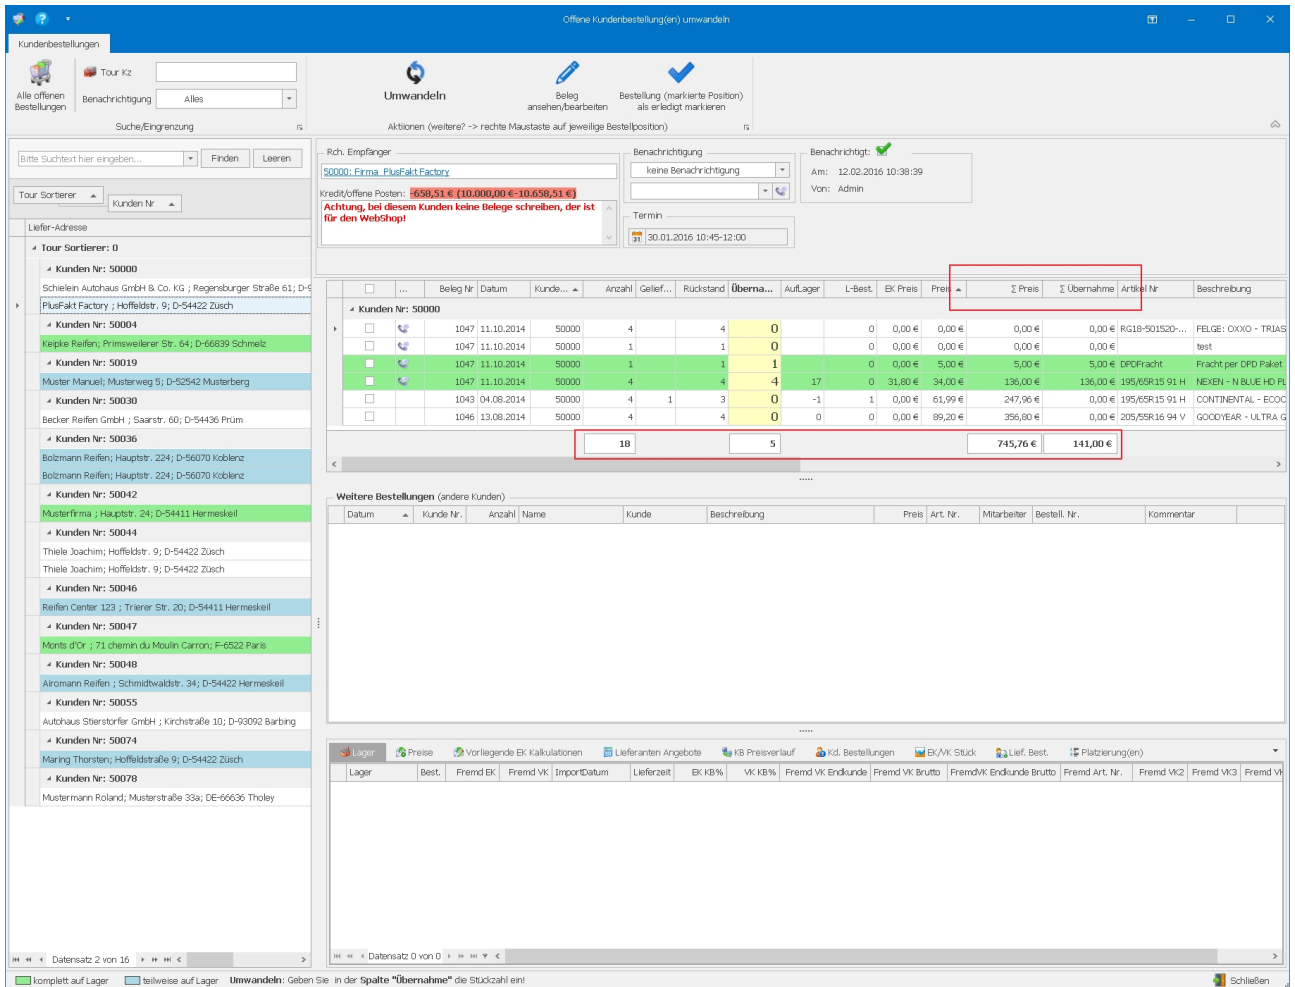 Offene Kundenbestellung(en) umwandeln
Kundenbestellungen
Alle offenen Bestellungen
Tour Kz
Benachrichtigung Alles
Umwandeln
Beleg ansehen/bearbeiten
Bestellung (markierte Position) als erledigt markieren
Suche/Eingrenzung
Aktiionen (weitere? -> rechte Maustaste auf jeweilige Bestellposition)
Bitte Suchtext hier eingeben... Finden Leeren
Tour Sortierer
Kunden Nr
Liefer-Adresse
Tour Sortierer: 0
Kunden Nr: 50000
Schielein Autohaus GmbH & Co. KG ; Regensburger Straße 61; D-9
PlusFakt Factory ; Hoffeldstr. 9; D-54422 Züsch
Kunden Nr: 50004
Keipke Reifen; Primsweilerer Str. 64; D-66839 Schmelz
Kunden Nr: 50019
Muster Manuel; Musterweg 5; D-52542 Musterberg
Kunden Nr: 50030
Becker Reifen GmbH ; Saarstr. 60; D-54436 Prüm
Kunden Nr: 50036
Bolzmann Reifen; Hauptstr. 224; D-56070 Koblenz
Bolzmann Reifen; Hauptstr. 224; D-56070 Koblenz
Kunden Nr: 50042
Musterfirma ; Hauptstr. 24; D-54411 Hermeskeil
Kunden Nr: 50044
Thiele Joachim; Hoffeldstr. 9; D-54422 Züsch
Thiele Joachim; Hoffeldstr. 9; D-54422 Züsch
Kunden Nr: 50046
Reifen Center 123 ; Trierer Str. 20; D-54411 Hermeskeil
Kunden Nr: 50047
Monts d'Or ; 71 chemin du Moulin Carron; F-6522 Paris
Kunden Nr: 50048
Airomann Reifen ; Schmidtwaldstr. 34; D-54422 Hermeskeil
Kunden Nr: 50055
Autohaus Stierstorfer GmbH ; Kirchstraße 10; D-93092 Barbing
Kunden Nr: 50074
Maring Thorsten; Hoffeldstraße 9; D-54422 Züsch
Kunden Nr: 50078
Mustermann Roland; Musterstraße 33a; DE-66636 Tholey
Datensatz 2 von 16
Rch. Empfänger
50000: Firma PlusFakt Factory
Kredit/offene Posten: -658,51 € (10.000,00 €-10.658,51 €)
Achtung, bei diesem Kunden keine Belege schreiben, der ist
für den WebShop!
Benachrichtigung
keine Benachrichtigung
Termin
31 30.01.2016 10:45-12:00
Benachrichtigt:
Am: 12.02.2016 10:38:39
Von: Admin
... Beleg Nr Datum Kunde... Anzahl Gelief... Rückstand Überna... AufLager L-Best. EK Preis Preis Σ Preis Σ Übernahme Artikel Nr Beschreibung
Kunden Nr: 50000
1047 11.10.2014 50000 4 4 0 0 0,00 € 0,00 € 0,00 € 0,00 € RG18-501520-... FELGE: OXXO - TRIAS
1047 11.10.2014 50000 1 1 0 0 0,00 € 0,00 € 0,00 € 0,00 € test
1047 11.10.2014 50000 1 1 1 0 0,00 € 5,00 € 5,00 € 5,00 € DPDFracht Fracht per DPD Paket
1047 11.10.2014 50000 4 4 4 17 0 31,80 € 34,00 € 136,00 € 136,00 € 195/65R15 91 H NEXEN - N BLUE HD PL
1043 04.08.2014 50000 4 1 3 0 -1 1 0,00 € 61,99 € 247,96 € 0,00 € 195/65R15 91 H CONTINENTAL - ECOC
1046 13.08.2014 50000 4 4 0 0 0 0,00 € 89,20 € 356,80 € 0,00 € 205/55R16 94 V GOODYEAR - ULTRA G
18 5 745,76 € 141,00 €
Weitere Bestellungen (andere Kunden)
Datum Kunde Nr. Anzahl Name Kunde Beschreibung Preis Art. Nr. Mitarbeiter Bestell. Nr. Kommentar
Lager Preise Vorliegende EK Kalkulationen Lieferanten Angebote KB Preisverlauf Kd. Bestellungen EK/VK Stück Lief. Best. Platzierung(en)
Lager Best. Fremd EK Fremd VK ImportDatum Lieferzeit EK KB% VK KB% Fremd VK Endkunde Fremd VK Brutto FremdVK Endkunde Brutto Fremd Art. Nr. Fremd VK2 Fremd VK3 Fremd VK
Datensatz 0 von 0
komplett auf Lager teilweise auf Lager Umwandeln: Geben Sie in der Spalte "Übernahme" die Stückzahl ein! Schließen